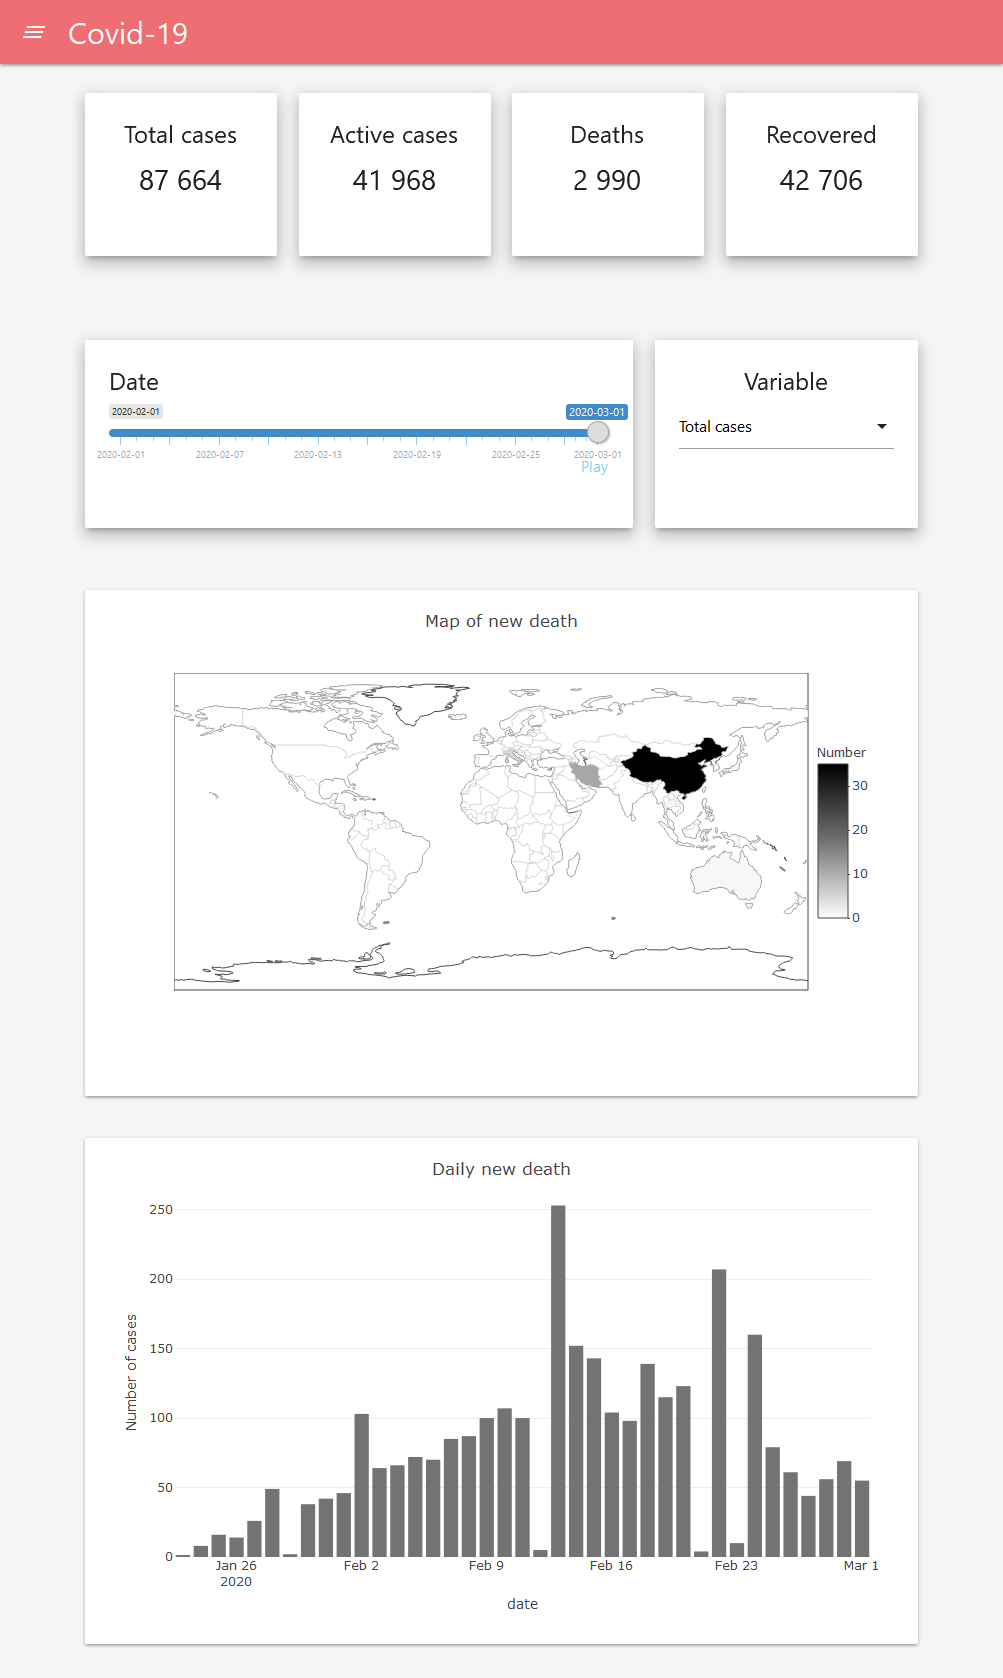 Covid-19
Total cases
87 664
Active cases
41 968
Deaths
2 990
Recovered
42 706
Date
2020-02-01
2020-03-01
2020-02-01 2020-02-07 2020-02-13 2020-02-19 2020-02-25 2020-03-01
Play
Variable
Total cases
Map of new death
Number
30
20
10
0
Daily new death
250
200
150
100
50
0
Number of cases
Jan 26 Feb 2 Feb 9 Feb 16 Feb 23 Mar 1
2020
date